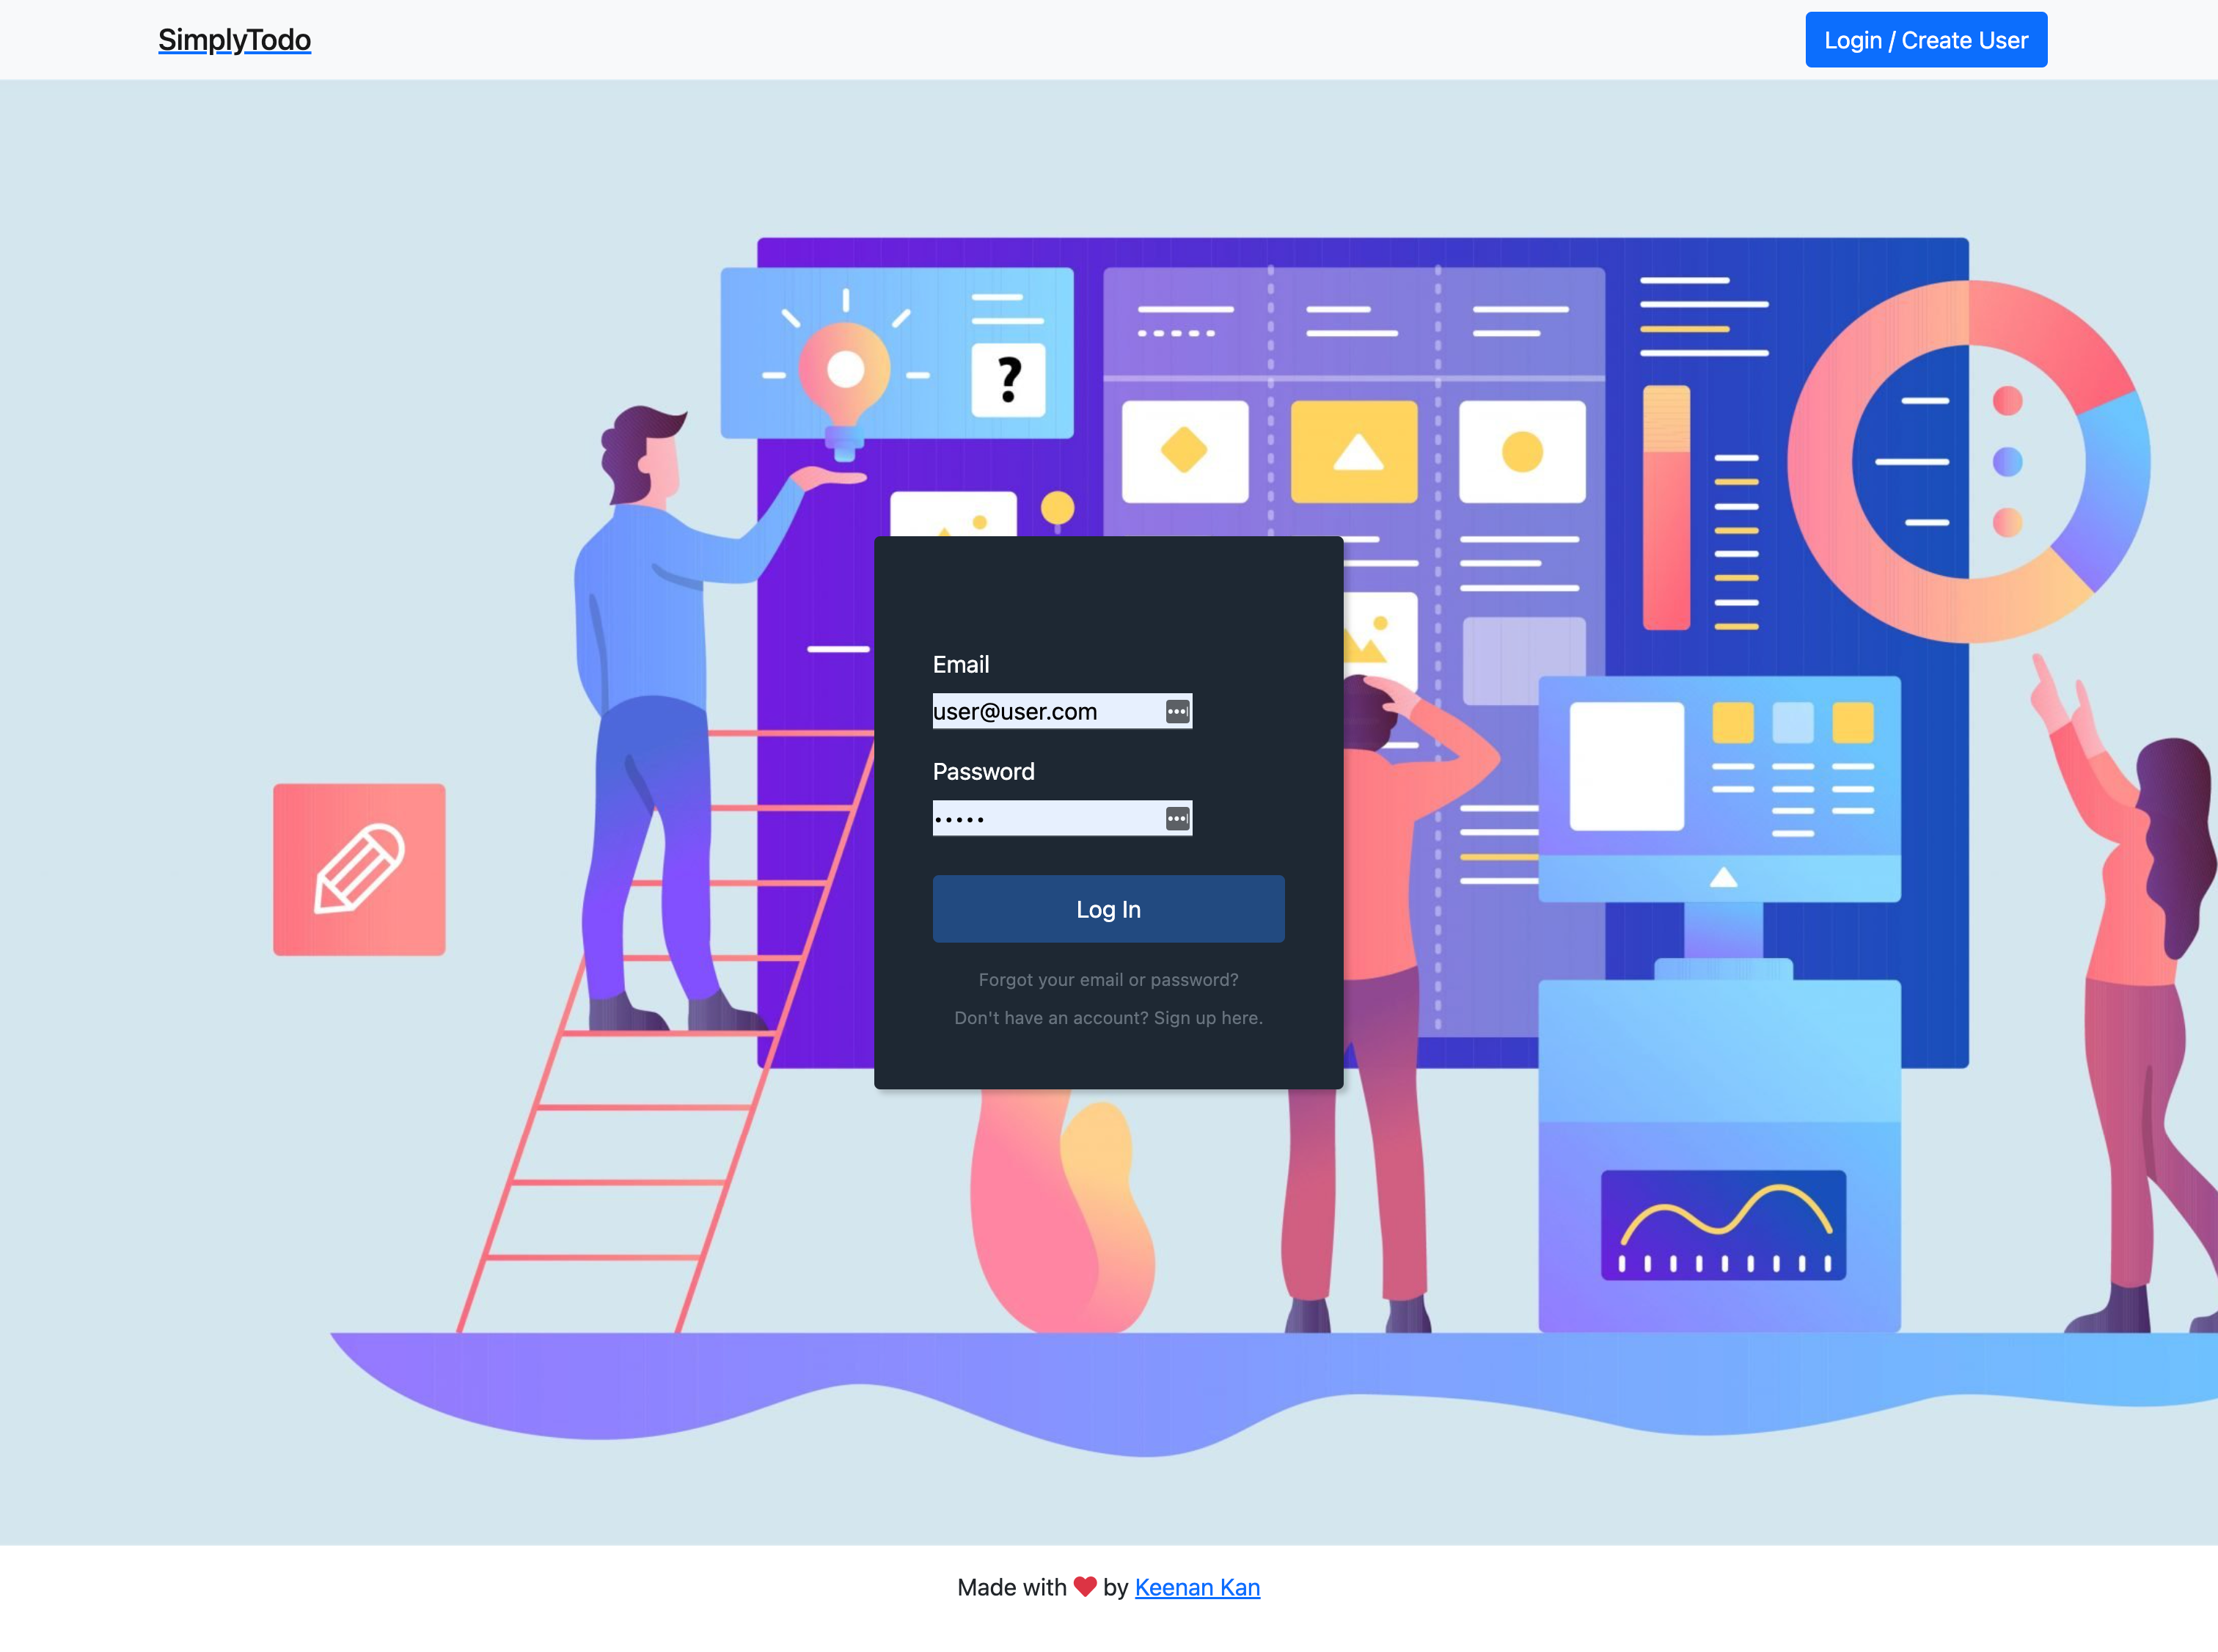 SimplyTodo
Login / Create User
?
Email
user@user.com
Password
•••••
Log In
Forgot your email or password?
Don't have an account? Sign up here.
Made with ❤ by Keenan Kan